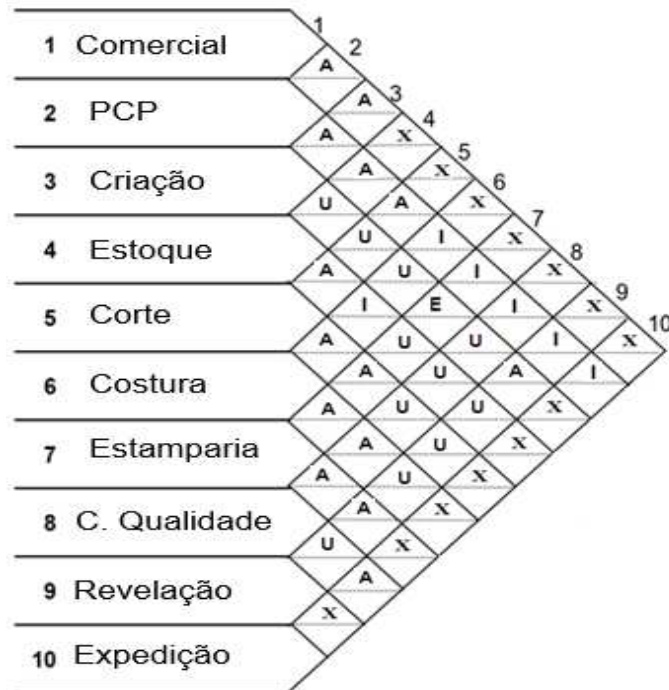 1
1 Comercial 2
A
A 3
2 PCP 4
A X
5
A X
3 Criação 6
U A X
7
U I X
4 Estoque 8
A U I X
9
I E I X
5 Corte 10
A U U I X
A U A I
6 Costura
A U U X
A U X
7 Estamparia
A U X
A X
8 C. Qualidade
U X
A
9 Revelação
X
10 Expedição